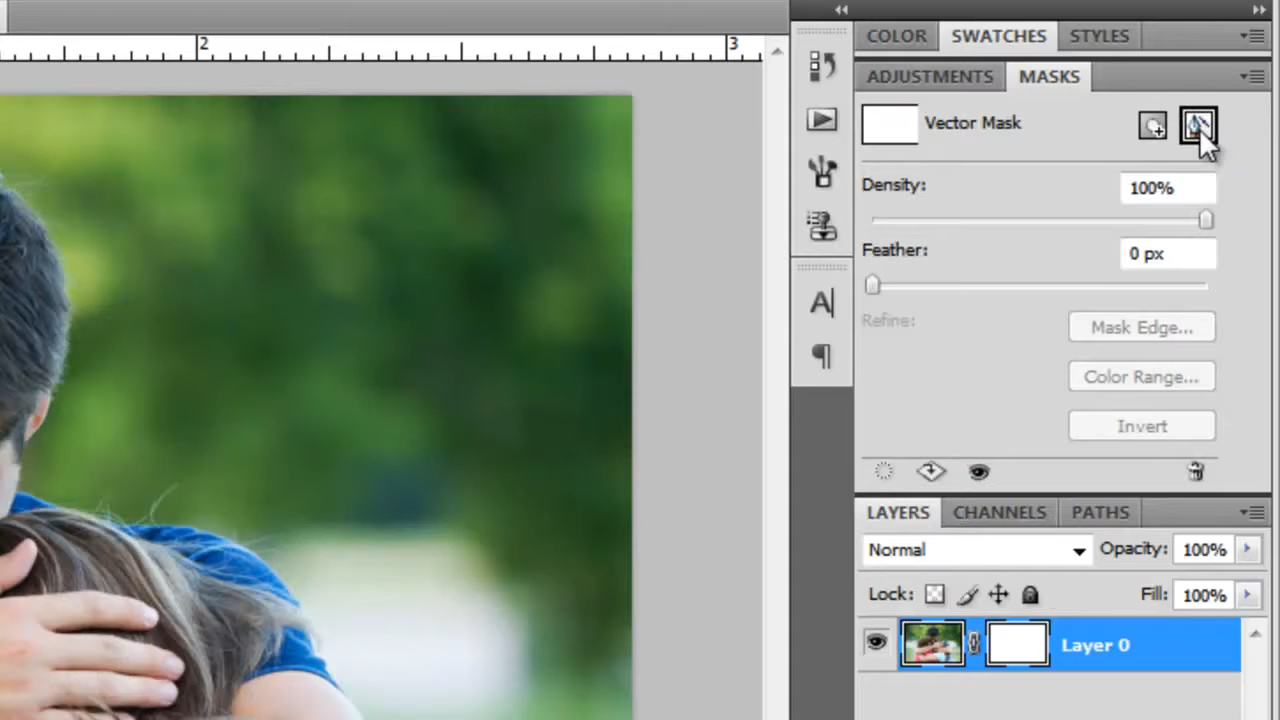 2
3
COLOR SWATCHES STYLES
ADJUSTMENTS MASKS
Vector Mask
Density: 100%
Feather: 0 px
Refine: Mask Edge...
Color Range...
Invert
LAYERS CHANNELS PATHS
Normal Opacity: 100%
Lock: Fill: 100%
Layer 0